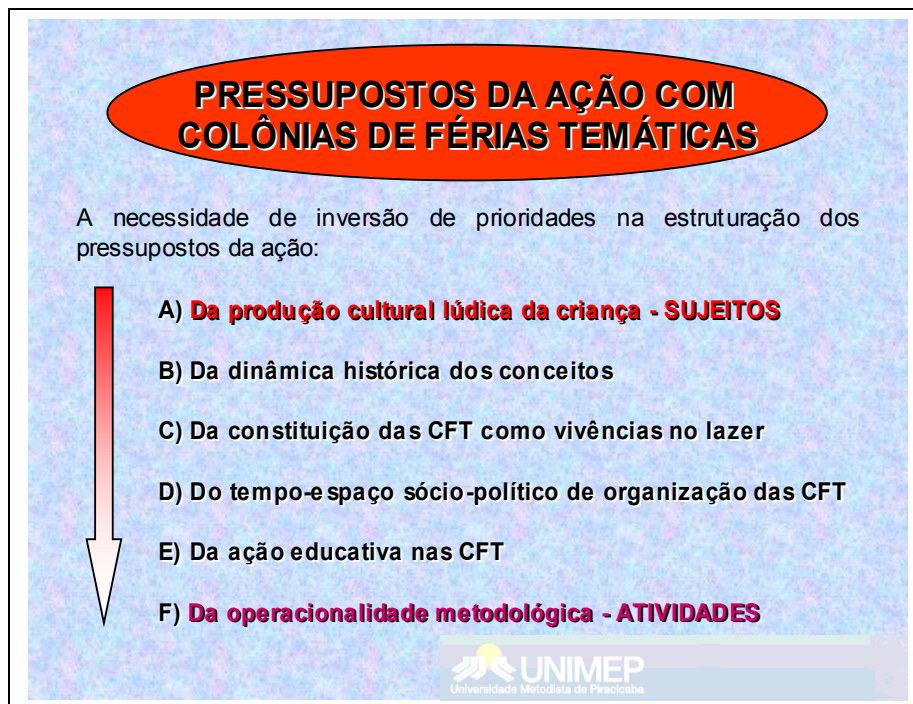 PRESSUPOSTOS DA AÇÃO COM
COLÔNIAS DE FÉRIAS TEMÁTICAS
A necessidade de inversão de prioridades na estruturação dos
pressupostos da ação:
A) Da produção cultural lúdica da criança - SUJEITOS
B) Da dinâmica histórica dos conceitos
C) Da constituição das CFT como vivências no lazer
D) Do tempo-espaço sócio-político de organização das CFT
E) Da ação educativa nas CFT
F) Da operacionalidade metodológica - ATIVIDADES
UNIMEP
Universidade Metodista de Piracicaba